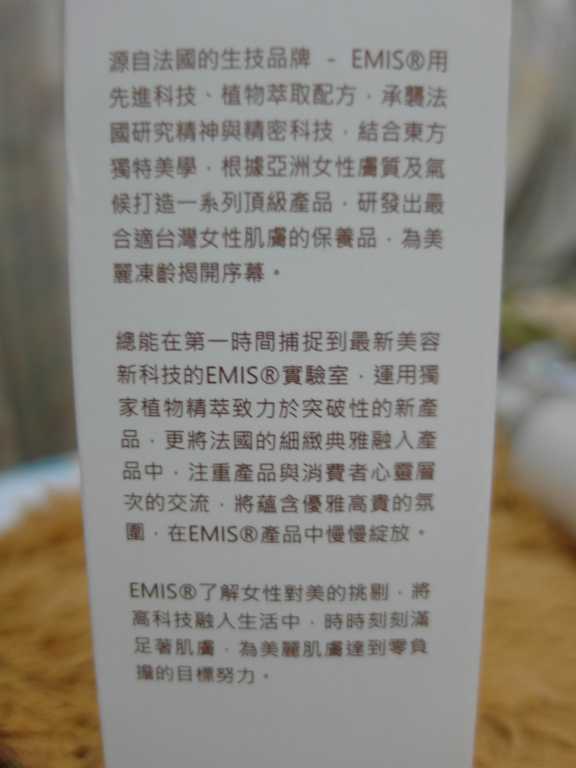 源自法國的生技品牌 - EMIS®用
先進科技、植物萃取配方，承襲法
國研究精神與精密科技，結合東方
獨特美學，根據亞洲女性膚質及氣
候打造一系列頂級產品，研發出最
合適台灣女性肌膚的保養品，為美
麗凍齡揭開序幕。
總能在第一時間捕捉到最新美容
新科技的EMIS®實驗室，運用獨
家植物精萃致力於突破性的新產
品，更將法國的細緻典雅融入產
品中，注重產品與消費者心靈層
次的交流，將蘊含優雅高貴的氛
圍，在EMIS®產品中慢慢綻放。
EMIS®了解女性對美的挑剔，將
高科技融入生活中，時時刻刻滿
足著肌膚，為美麗肌膚達到零負
擔的目標努力。